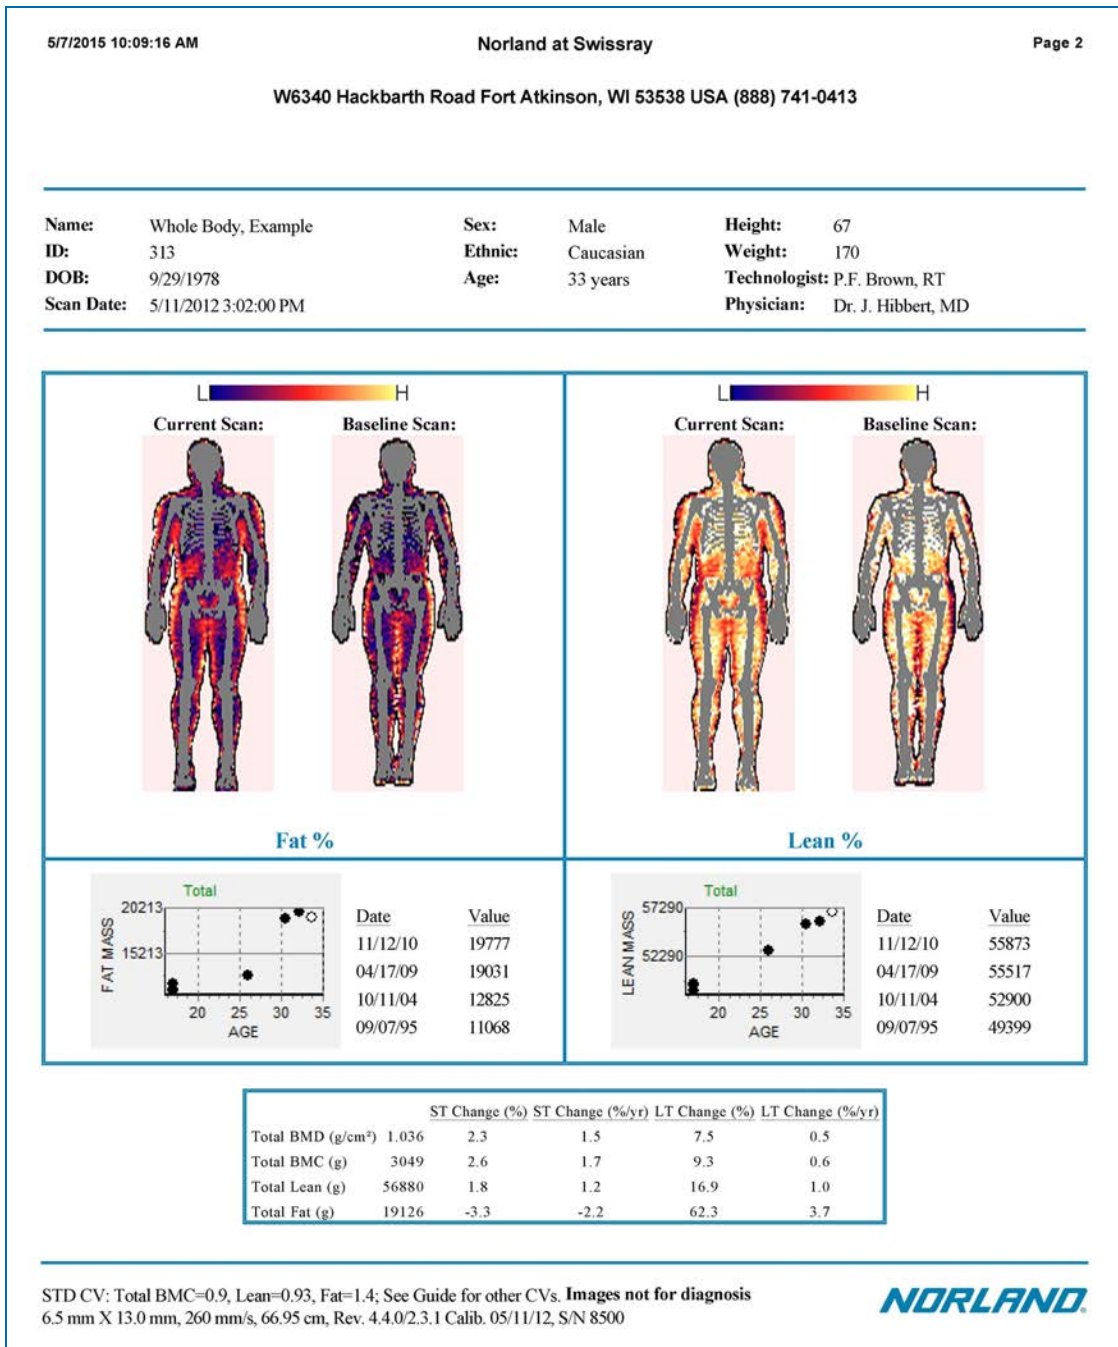 5/7/2015 10:09:16 AM Norland at Swissray Page 2
W6340 Hackbarth Road Fort Atkinson, WI 53538 USA (888) 741-0413
Name: Whole Body, Example Sex: Male Height: 67
ID: 313 Ethnic: Caucasian Weight: 170
DOB: 9/29/1978 Age: 33 years Technologist: P.F. Brown, RT
Scan Date: 5/11/2012 3:02:00 PM Physician: Dr. J. Hibbert, MD
L H
Current Scan: Baseline Scan:
Fat %
L H
Current Scan: Baseline Scan:
Lean %
Total
FAT MASS
20213
15213
20 25 30 35
AGE
Date Value
11/12/10 19777
04/17/09 19031
10/11/04 12825
09/07/95 11068
Total
LEAN MASS
57290
52290
20 25 30 35
AGE
Date Value
11/12/10 55873
04/17/09 55517
10/11/04 52900
09/07/95 49399
ST Change (%) ST Change (%/yr) LT Change (%) LT Change (%/yr)
Total BMD (g/cm²) 1.036 2.3 1.5 7.5 0.5
Total BMC (g) 3049 2.6 1.7 9.3 0.6
Total Lean (g) 56880 1.8 1.2 16.9 1.0
Total Fat (g) 19126 -3.3 -2.2 62.3 3.7
STD CV: Total BMC=0.9, Lean=0.93, Fat=1.4; See Guide for other CVs. Images not for diagnosis
6.5 mm X 13.0 mm, 260 mm/s, 66.95 cm, Rev. 4.4.0/2.3.1 Calib. 05/11/12, S/N 8500
NORLAND